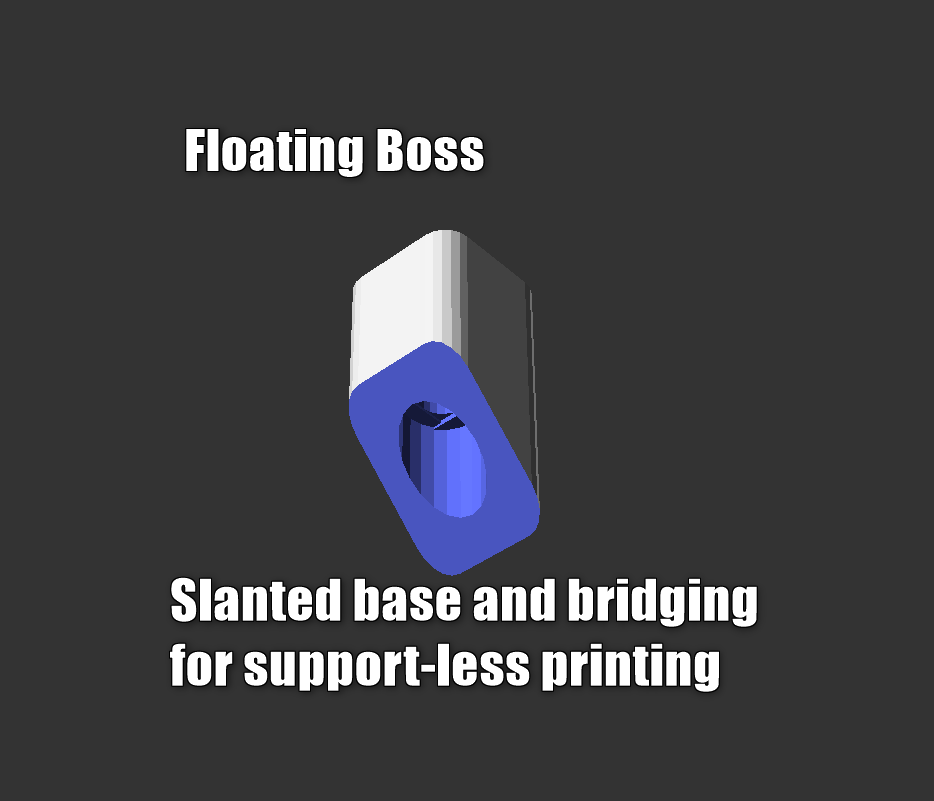 Floating Boss
Slanted base and bridging
for support-less printing